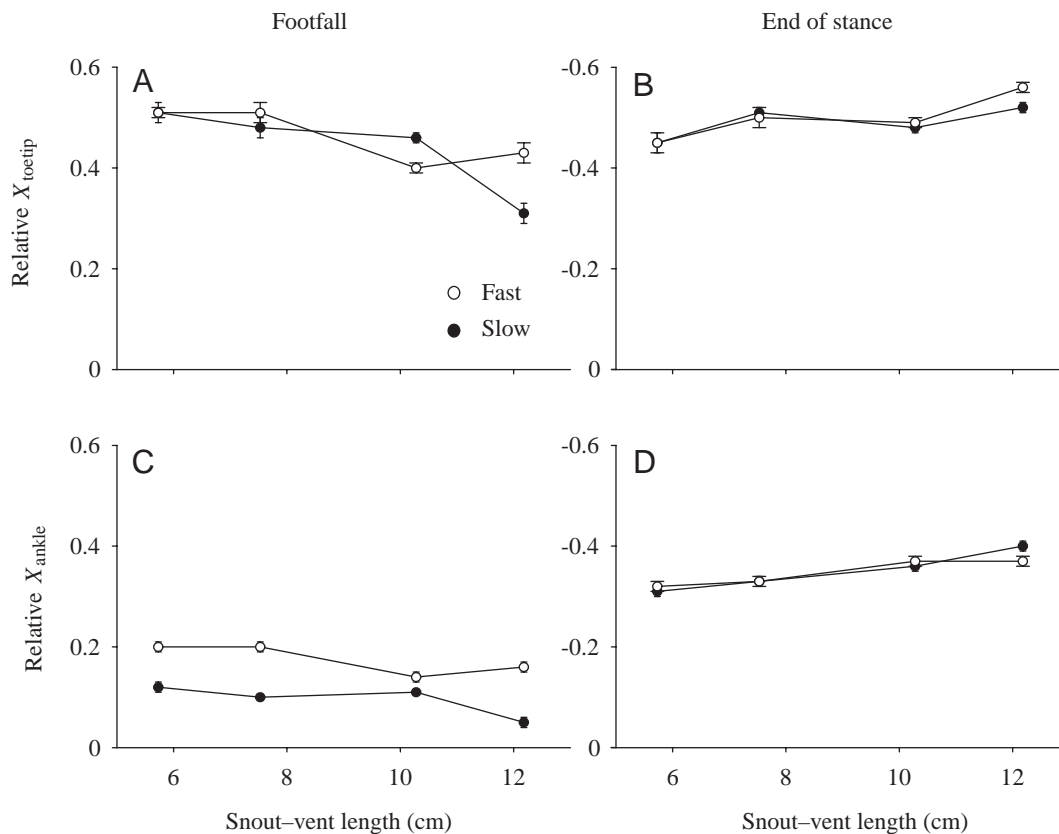 Footfall
End of stance
A
0.6
0.4
0.2
0
Relative X_toetip
Fast
Slow
B
-0.6
-0.4
-0.2
0
C
0.6
0.4
0.2
0
6 8 10 12
Relative X_ankle
Snout–vent length (cm)
D
-0.6
-0.4
-0.2
0
6 8 10 12
Snout–vent length (cm)